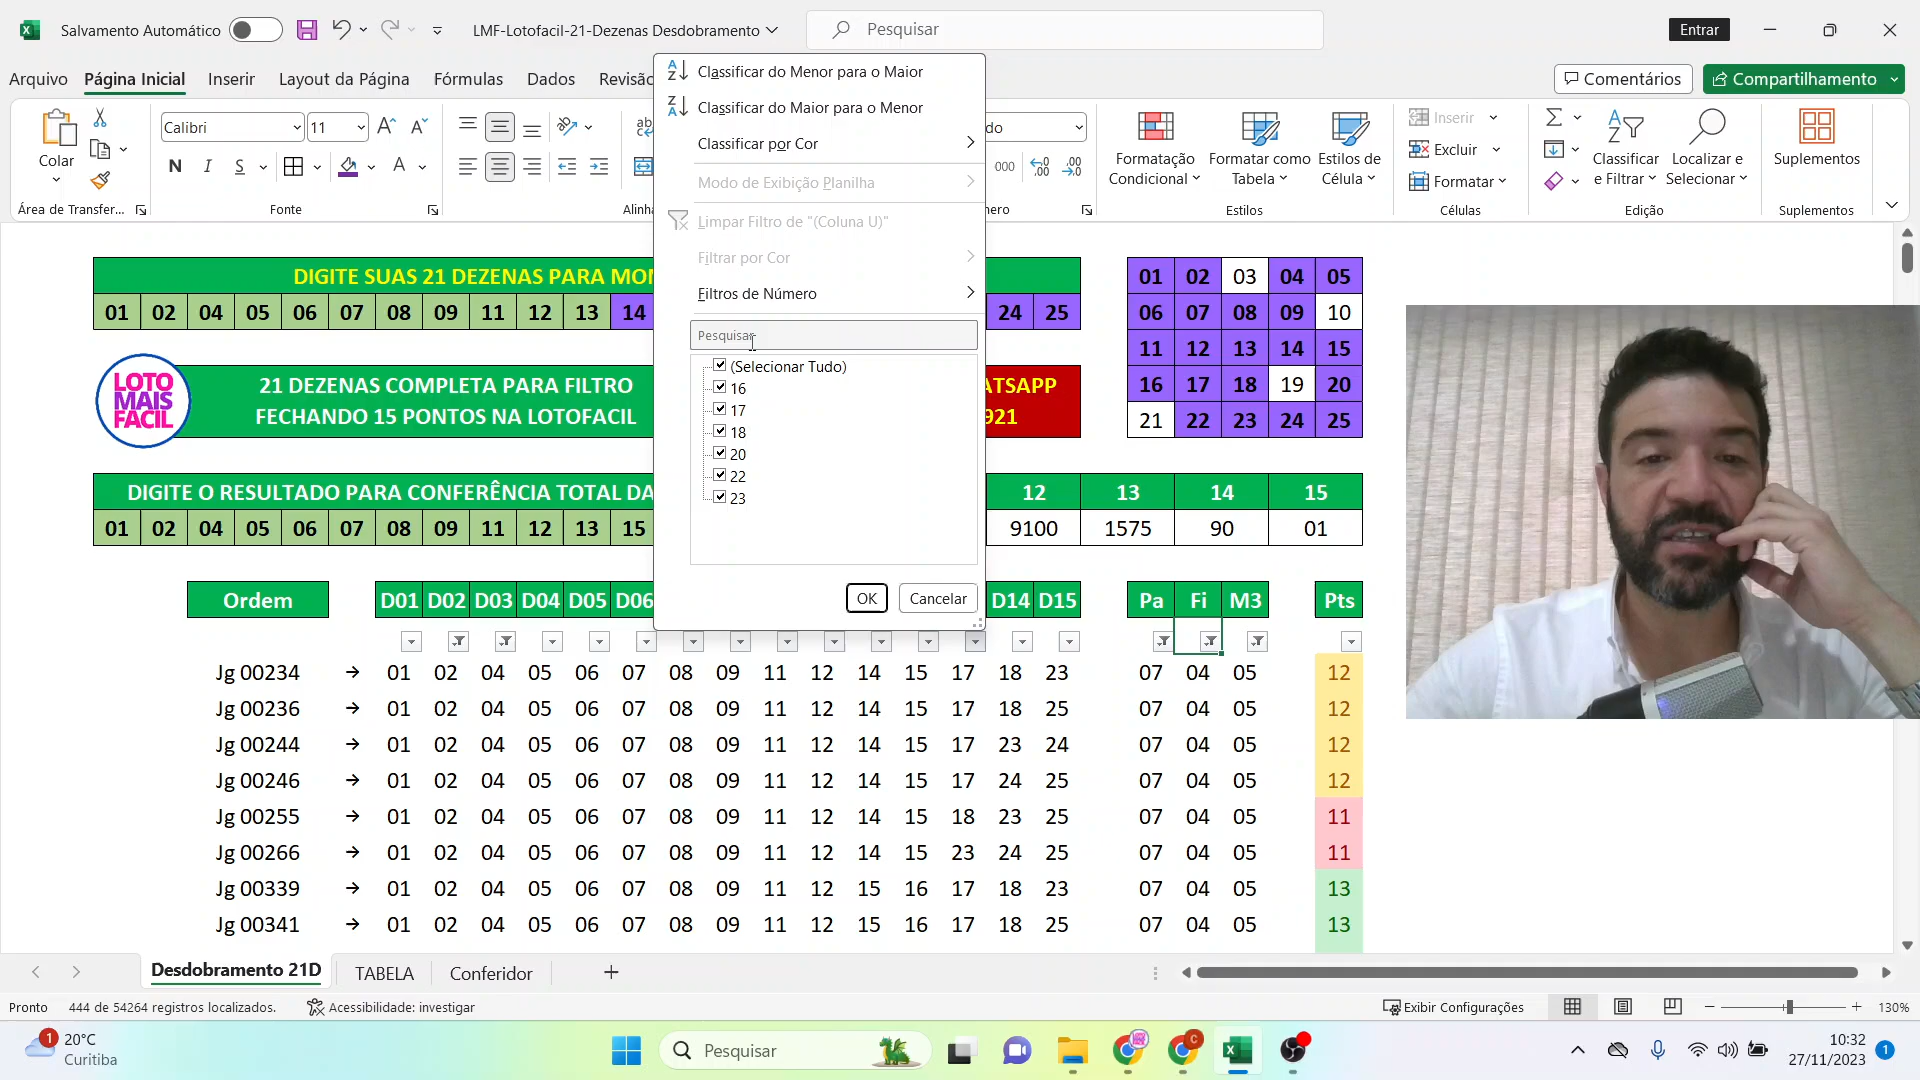 Salvamento Automático
LMF-Lotofacil-21-Dezenas Desdobramento
Pesquisar
Entrar
Arquivo Página Inicial Inserir Layout da Página Fórmulas Dados Revisão
Comentários Compartilhamento
Colar
Área de Transfer...
Calibri 11
N I S A
Fonte
Alinha
000
Formatação Condicional
Formatar como Tabela
Estilos de Célula
Estilos
Inserir
Excluir
Formatar
Células
Classificar e Filtrar
Localizar e Selecionar
Edição
Suplementos
Suplementos
Classificar do Menor para o Maior
Classificar do Maior para o Menor
Classificar por Cor
Modo de Exibição Planilha
Limpar Filtro de "(Coluna U)"
Filtrar por Cor
Filtros de Número
Pesquisar
(Selecionar Tudo)
16
17
18
20
22
23
OK Cancelar
DIGITE SUAS 21 DEZENAS PARA MON
01 02 04 05 06 07 08 09 11 12 13 14 24 25
LOTO MAIS FACIL
21 DEZENAS COMPLETA PARA FILTRO
FECHANDO 15 PONTOS NA LOTOFACIL
ATSAPP
921
01 02 03 04 05
06 07 08 09 10
11 12 13 14 15
16 17 18 19 20
21 22 23 24 25
DIGITE O RESULTADO PARA CONFERÊNCIA TOTAL DA 12 13 14 15
01 02 04 05 06 07 08 09 11 12 13 15 9100 1575 90 01
Ordem D01 D02 D03 D04 D05 D06 D14 D15 Pa Fi M3 Pts
Jg 00234 → 01 02 04 05 06 07 08 09 11 12 14 15 17 18 23 07 04 05 12
Jg 00236 → 01 02 04 05 06 07 08 09 11 12 14 15 17 18 25 07 04 05 12
Jg 00244 → 01 02 04 05 06 07 08 09 11 12 14 15 17 23 24 07 04 05 12
Jg 00246 → 01 02 04 05 06 07 08 09 11 12 14 15 17 24 25 07 04 05 12
Jg 00255 → 01 02 04 05 06 07 08 09 11 12 14 15 18 23 25 07 04 05 11
Jg 00266 → 01 02 04 05 06 07 08 09 11 12 14 15 23 24 25 07 04 05 11
Jg 00339 → 01 02 04 05 06 07 08 09 11 12 15 16 17 18 23 07 04 05 13
Jg 00341 → 01 02 04 05 06 07 08 09 11 12 15 16 17 18 25 07 04 05 13
Desdobramento 21D TABELA Conferidor
Pronto 444 de 54264 registros localizados. Acessibilidade: investigar
Exibir Configurações 130%
1 20°C
Curitiba
Pesquisar
10:32
27/11/2023
1